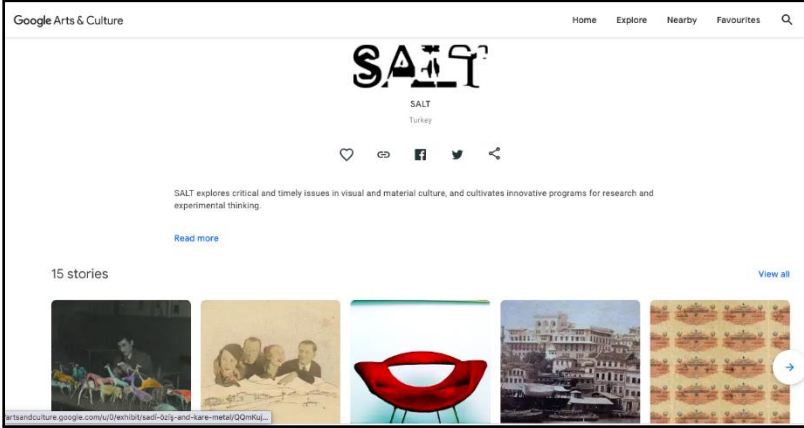 Google Arts & Culture
Home Explore Nearby Favourites
SALT
SALT
Turkey
SALT explores critical and timely issues in visual and material culture, and cultivates innovative programs for research and
experimental thinking.
Read more
15 stories
View all
artsandculture.google.com/u/0/exhibit/sadi-öziş-and-kare-metal/QQmKuj...